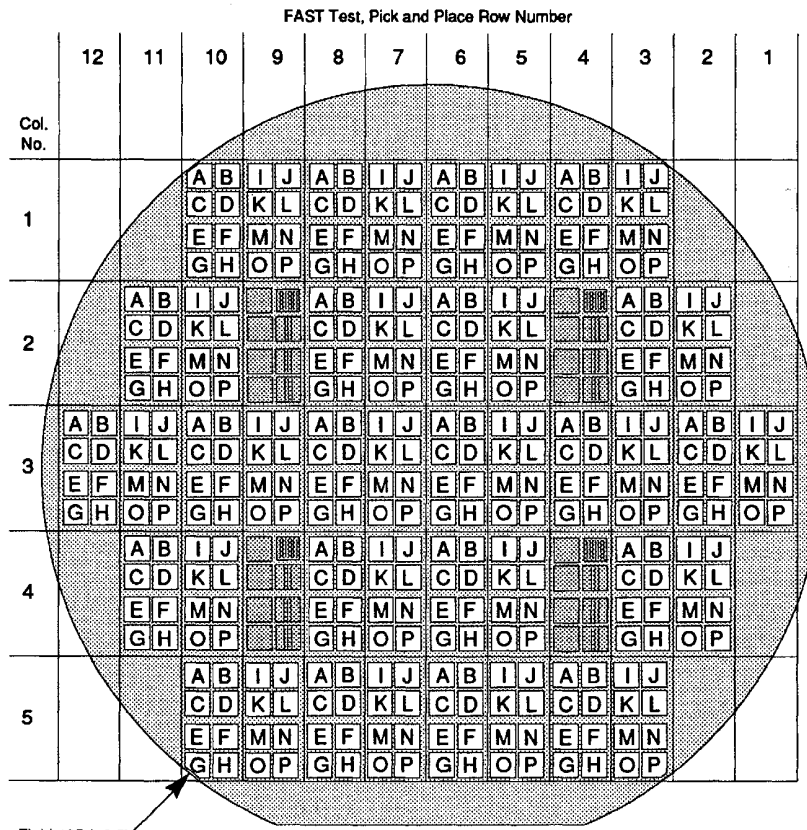 FAST Test, Pick and Place Row Number
12 11 10 9 8 7 6 5 4 3 2 1
Col.
No.
A B I J A B I J A B I J A B I J
C D K L C D K L C D K L C D K L
1
E F M N E F M N E F M N E F M N
G H O P G H O P G H O P G H O P
A B I J A B I J A B I J A B I J
C D K L C D K L C D K L C D K L
2
E F M N E F M N E F M N E F M N
G H O P G H O P G H O P G H O P
A B I J A B I J A B I J A B I J A B I J A B I J
C D K L C D K L C D K L C D K L C D K L C D K L
3
E F M N E F M N E F M N E F M N E F M N E F M N
G H O P G H O P G H O P G H O P G H O P G H O P
A B I J A B I J A B I J A B I J
C D K L C D K L C D K L C D K L
4
E F M N E F M N E F M N E F M N
G H O P G H O P G H O P G H O P
A B I J A B I J A B I J A B I J
C D K L C D K L C D K L C D K L
5
E F M N E F M N E F M N E F M N
G H O P G H O P G H O P G H O P